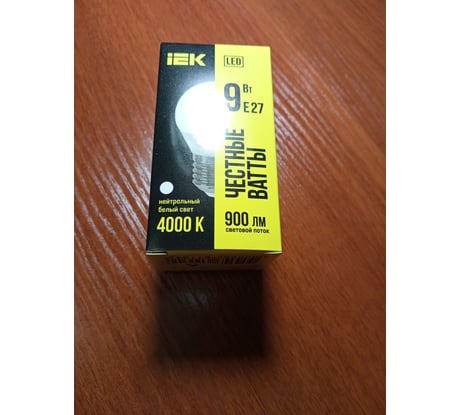 IEK
LED
9 Вт
E27
ЧЕСТНЫЕ
ВАТТЫ
нейтральный
белый свет
4000 K
900 лм
световой поток